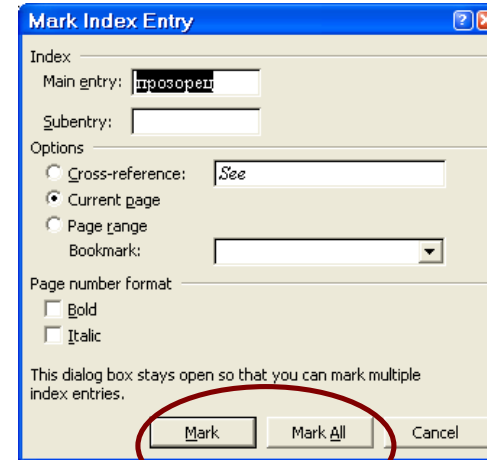 Mark Index Entry
Index
Main entry: прозорец
Subentry:
Options
Cross-reference: See
Current page
Page range
Bookmark:
Page number format
Bold
Italic
This dialog box stays open so that you can mark multiple
index entries.
Mark Mark All Cancel